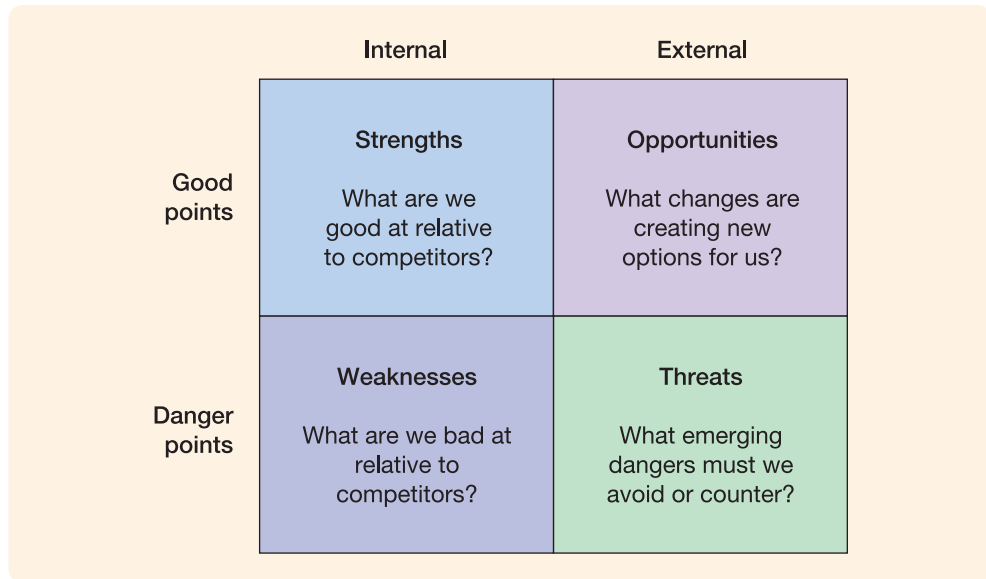 Internal
External
Good
points
Strengths
What are we
good at relative
to competitors?
Opportunities
What changes are
creating new
options for us?
Danger
points
Weaknesses
What are we bad at
relative to
competitors?
Threats
What emerging
dangers must we
avoid or counter?